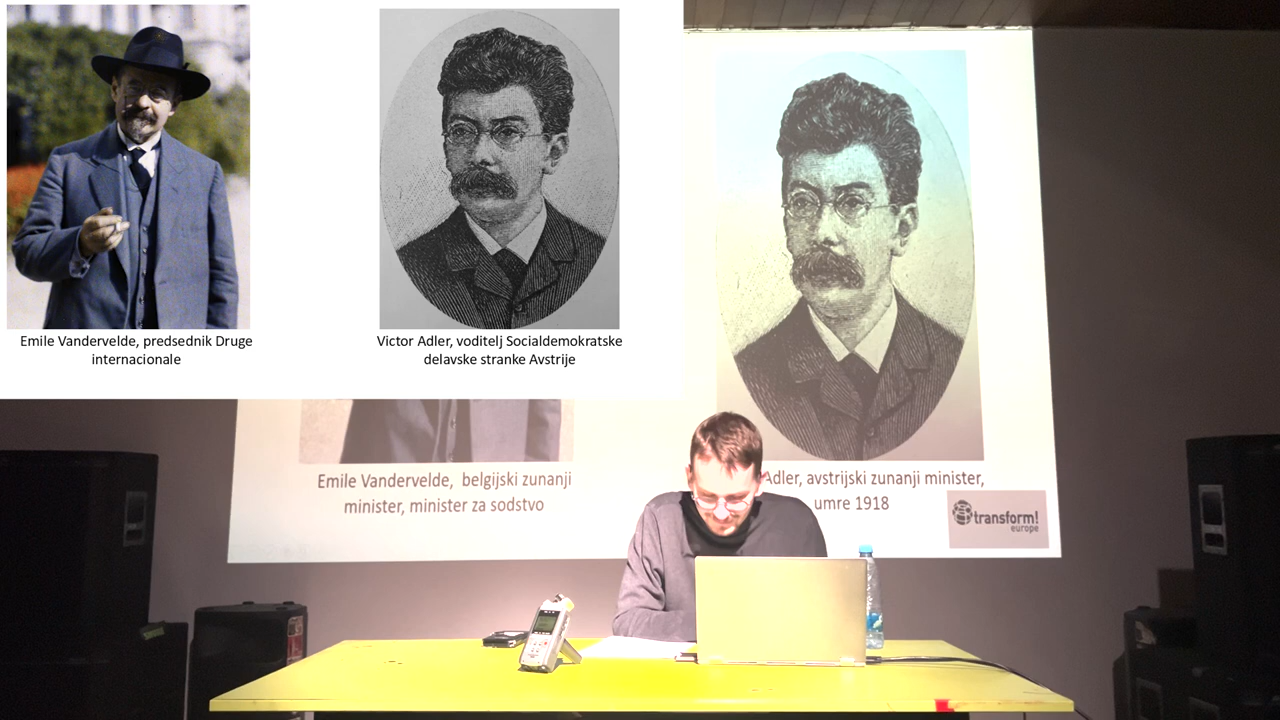 Emile Vandervelde, predsednik Druge
internacionale
Victor Adler, voditelj Socialdemokratske
delavske stranke Avstrije
Emile Vandervelde, belgijski zunanji
minister, minister za sodstvo
Adler, avstrijski zunanji minister,
umre 1918
transform!
europe